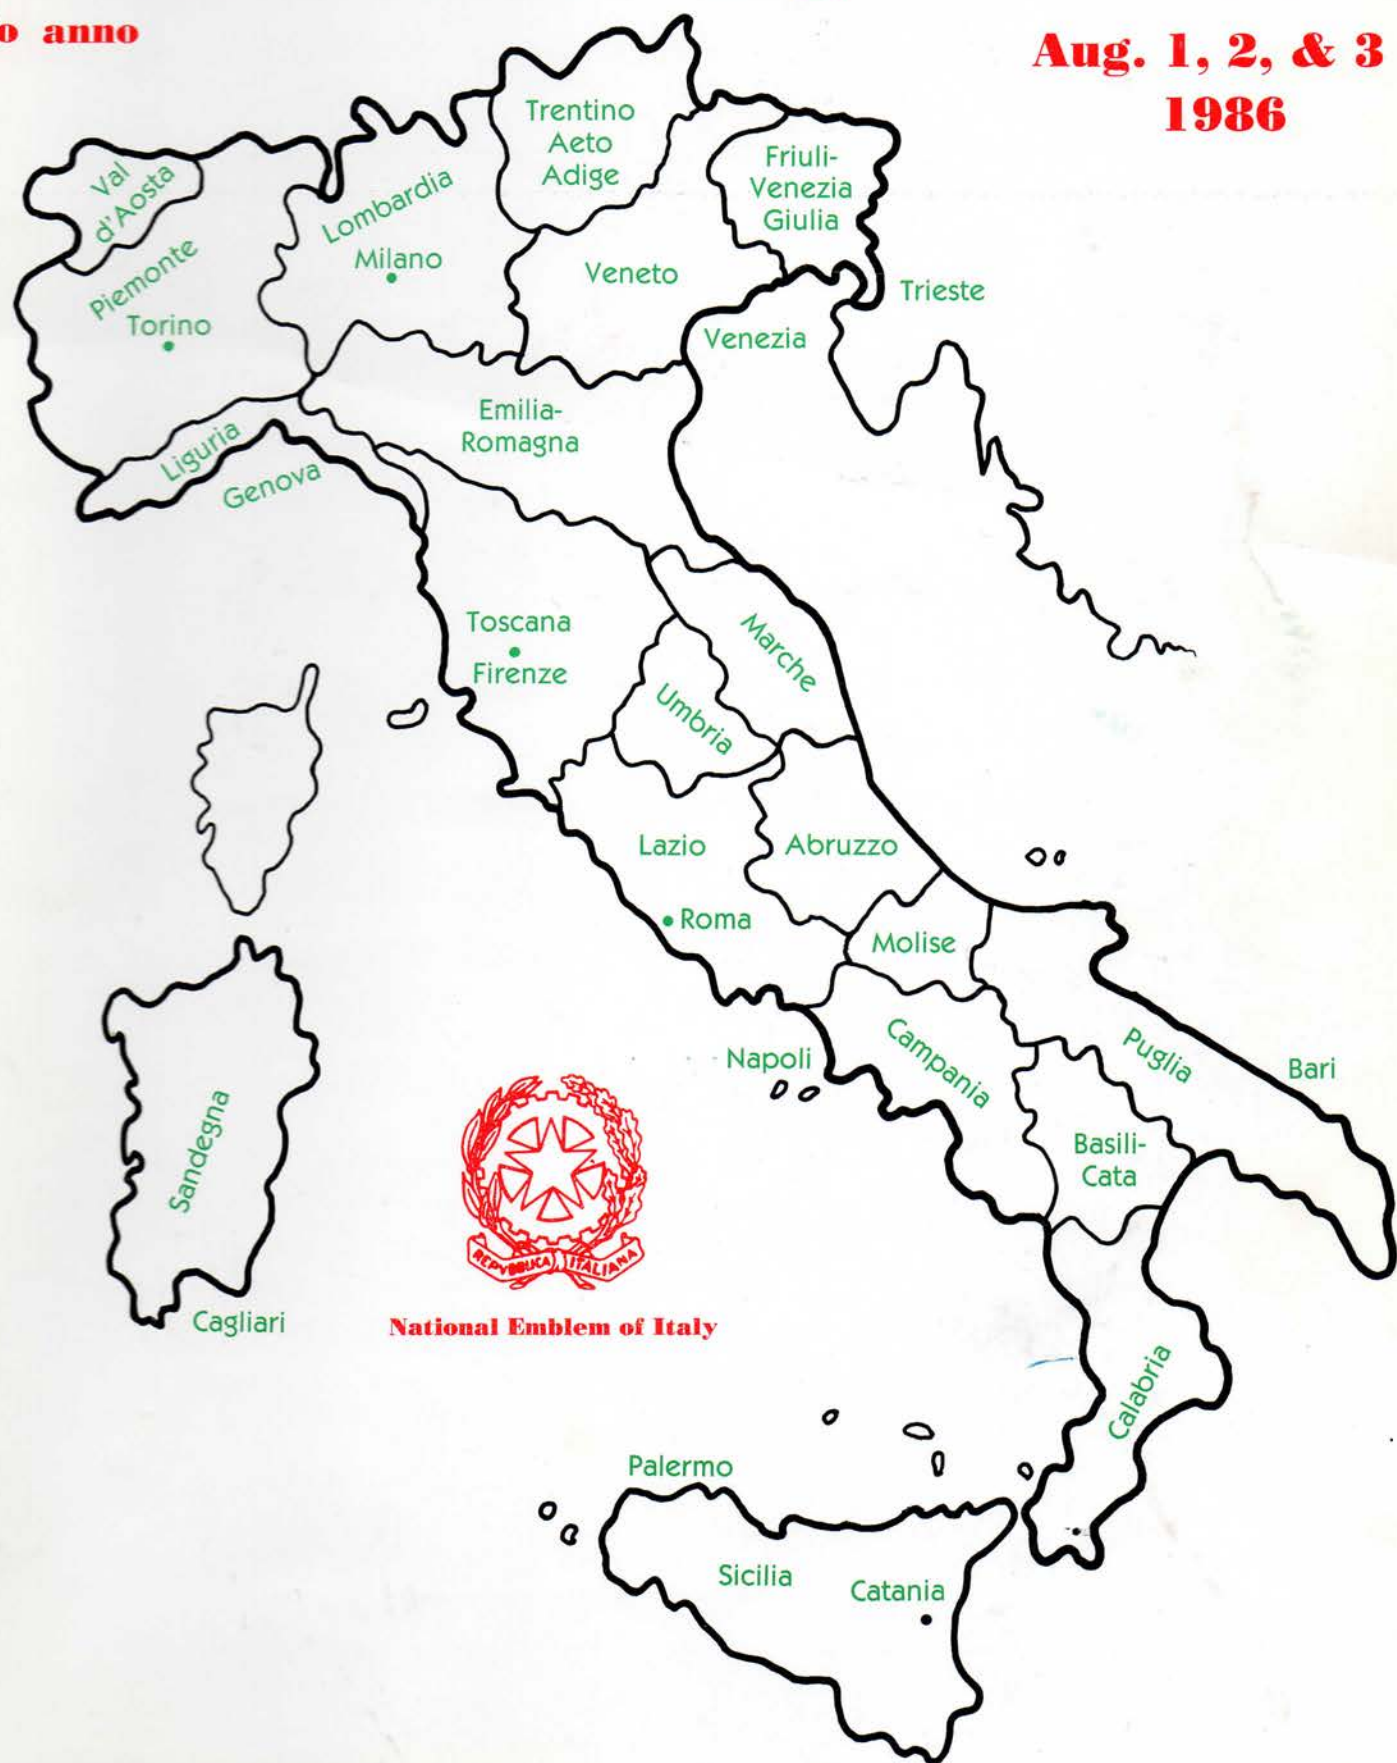 o anno
Aug. 1, 2, & 3
1986
Trentino
Aeto
Adige
Friuli-
Venezia
Giulia
Val
d'Aosta
Lombardia
Milano
Piemonte
Torino
Veneto
Trieste
Venezia
Emilia-
Romagna
Liguria
Genova
Toscana
Firenze
Marche
Umbria
Lazio
Abruzzo
Roma
Molise
Campania
Napoli
Puglia
Bari
Basili-
Cata
Sandegna
Cagliari
REPVBBLICA ITALIANA
National Emblem of Italy
Calabria
Palermo
Sicilia
Catania